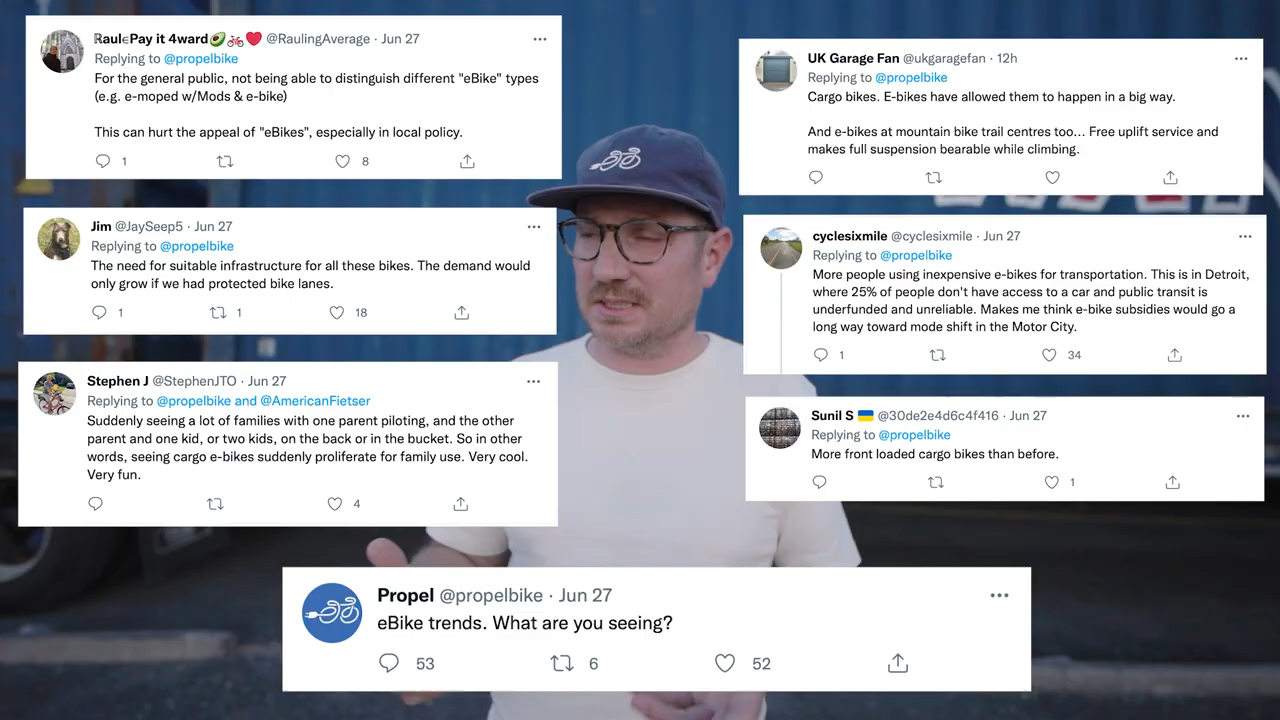 Raul Pay it 4ward🥑🚲❤️ @RaulingAverage · Jun 27
Replying to @propelbike
For the general public, not being able to distinguish different "eBike" types
(e.g. e-moped w/Mods & e-bike)
This can hurt the appeal of "eBikes", especially in local policy.
1 8
Jim @JaySeep5 · Jun 27
Replying to @propelbike
The need for suitable infrastructure for all these bikes. The demand would
only grow if we had protected bike lanes.
1 1 18
Stephen J @StephenJTO · Jun 27
Replying to @propelbike and @AmericanFietser
Suddenly seeing a lot of families with one parent piloting, and the other
parent and one kid, or two kids, on the back or in the bucket. So in other
words, seeing cargo e-bikes suddenly proliferate for family use. Very cool.
Very fun.
4
UK Garage Fan @ukgaragefan · 12h
Replying to @propelbike
Cargo bikes. E-bikes have allowed them to happen in a big way.
And e-bikes at mountain bike trail centres too... Free uplift service and
makes full suspension bearable while climbing.
cyclesixmile @cyclesixmile · Jun 27
Replying to @propelbike
More people using inexpensive e-bikes for transportation. This is in Detroit,
where 25% of people don't have access to a car and public transit is
underfunded and unreliable. Makes me think e-bike subsidies would go a
long way toward mode shift in the Motor City.
1 34
Sunil S 🇺🇦 @30de2e4d6c4f416 · Jun 27
Replying to @propelbike
More front loaded cargo bikes than before.
1
Propel @propelbike · Jun 27
eBike trends. What are you seeing?
53 6 52